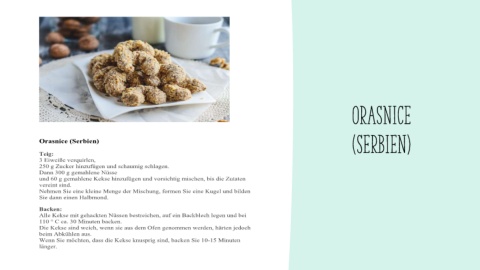 Orasnice (Serbien)
Teig:
3 Eiweiße verquirlen,
250 g Zucker hinzufügen und schaumig schlagen.
Dann 300 g gemahlene Nüsse
und 60 g gemahlene Kekse hinzufügen und vorsichtig mischen, bis die Zutaten
vereint sind.
Nehmen Sie eine kleine Menge der Mischung, formen Sie eine Kugel und bilden
Sie dann einen Halbmond.
Backen:
Alle Kekse mit gehackten Nüssen bestreichen, auf ein Backblech legen und bei
110 ° C ca. 30 Minuten backen.
Die Kekse sind weich, wenn sie aus dem Ofen genommen werden, härten jedoch
beim Abkühlen aus.
Wenn Sie möchten, dass die Kekse knusprig sind, backen Sie 10-15 Minuten
länger.
ORASNICE
(SERBIEN)